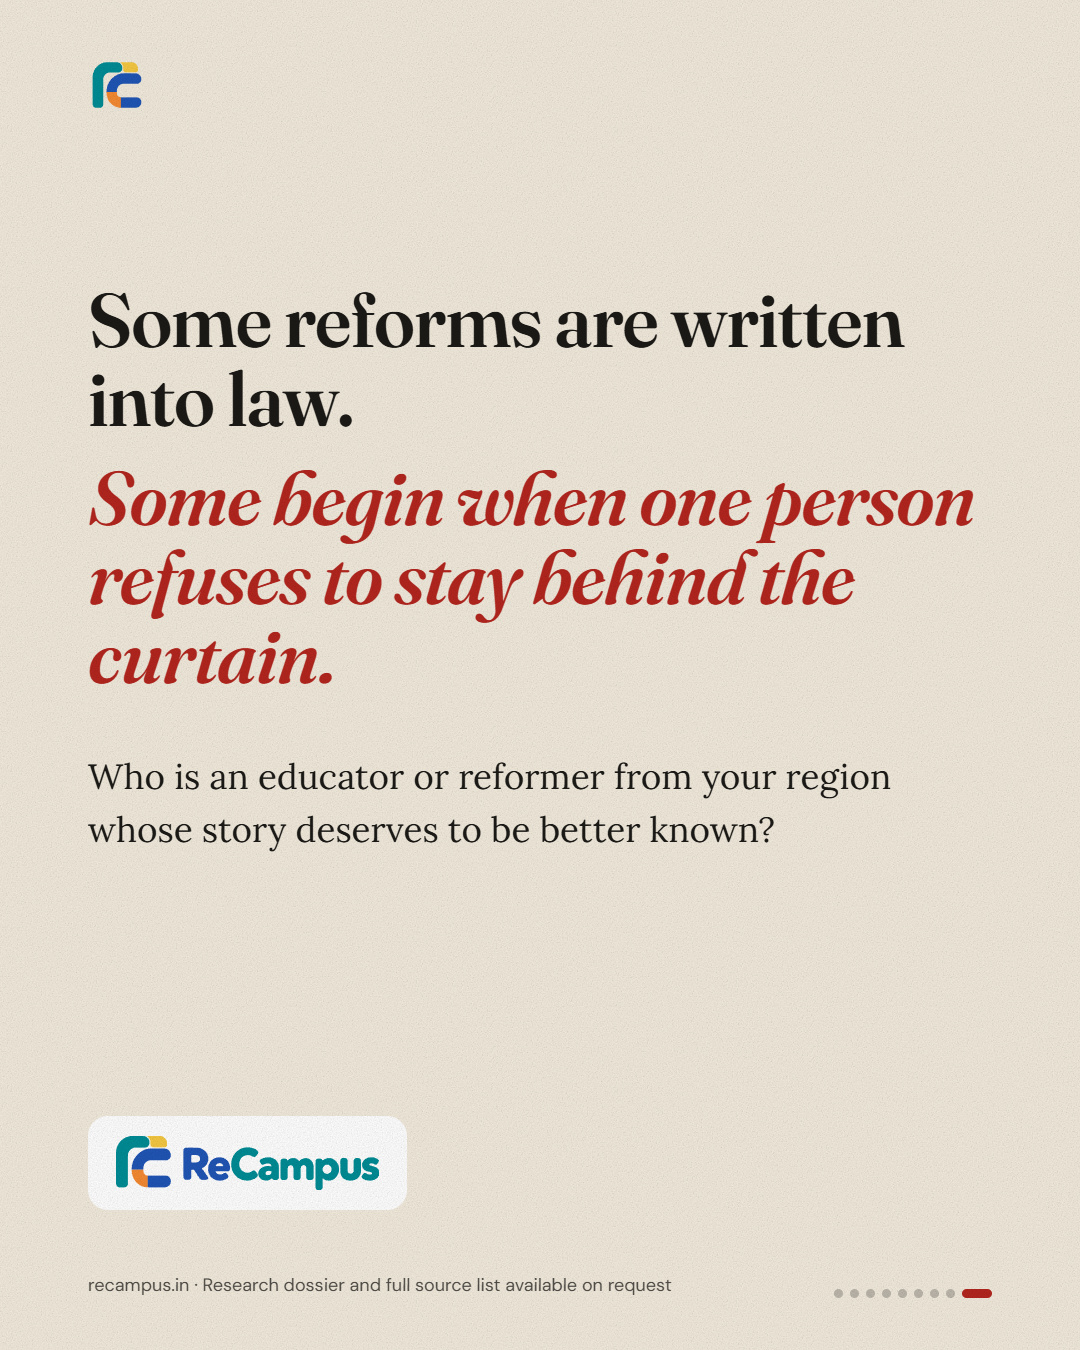 Some reforms are written
into law.
Some begin when one person
refuses to stay behind the
curtain.
Who is an educator or reformer from your region
whose story deserves to be better known?
ReCampus
recampus.in · Research dossier and full source list available on request